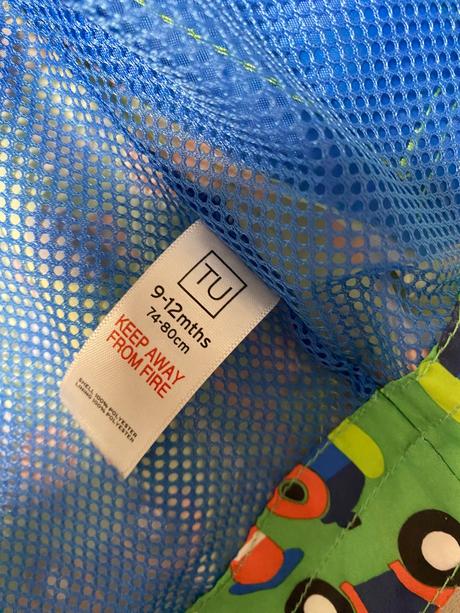 TU
9-12mths
74-80cm
KEEP AWAY
FROM FIRE
SHELL 100% POLYESTER
LINING 100% POLYESTER